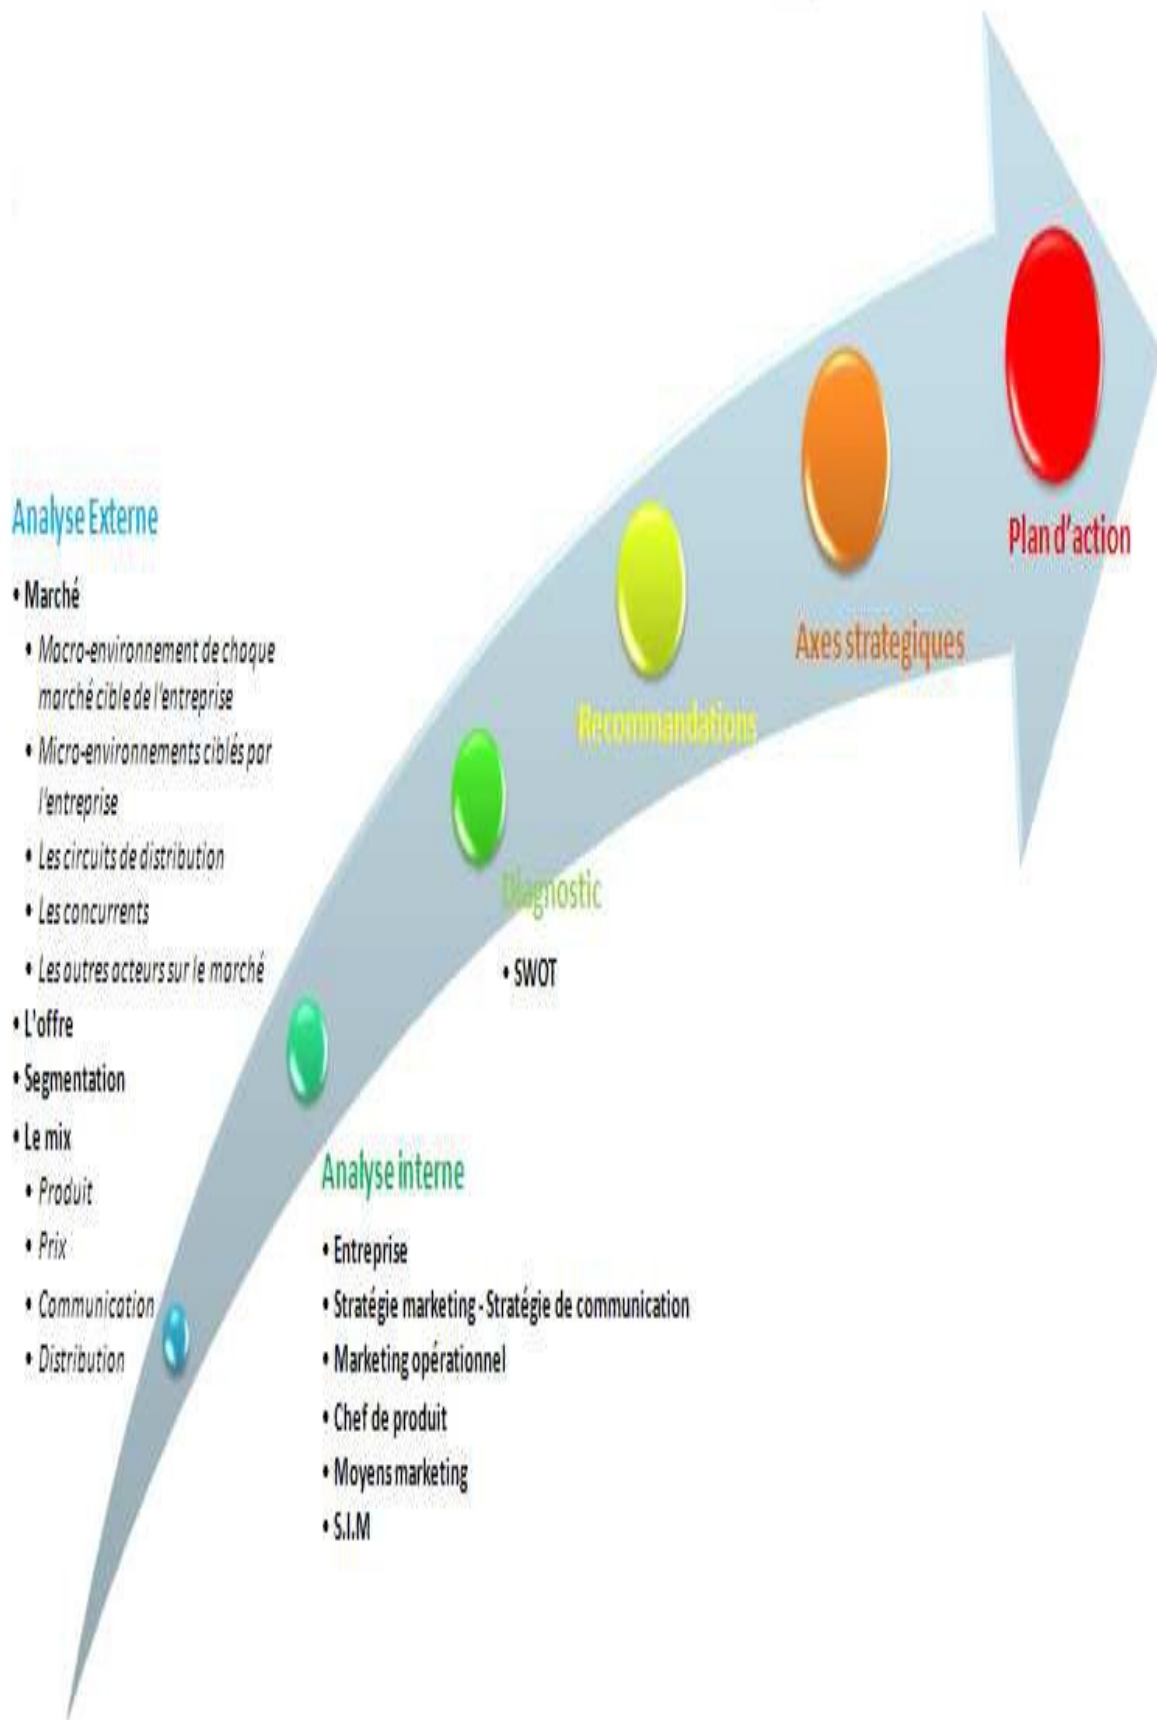 Analyse Externe
• Marché
• Macro-environnement de chaque
marché cible de l'entreprise
• Micro-environnements ciblés par
l'entreprise
• Les circuits de distribution
• Les concurrents
• Les autres acteurs sur le marché
• L'offre
• Segmentation
• Le mix
• Produit
• Prix
• Communication
• Distribution
Analyse interne
• Entreprise
• Stratégie marketing - Stratégie de communication
• Marketing opérationnel
• Chef de produit
• Moyens marketing
• S.I.M
Diagnostic
• SWOT
Recommandations
Axes strategiques
Plan d'action